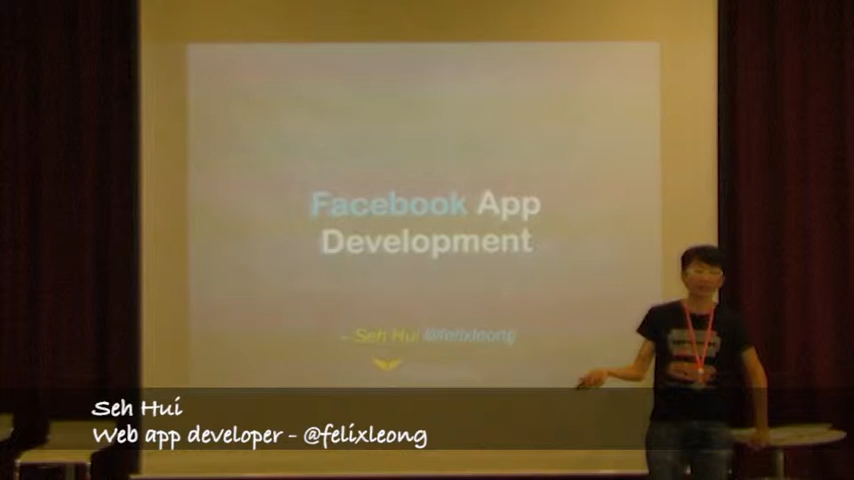 Facebook App
Development
- Seh Hui @felixleong
Seh Hui
Web app developer - @felixleong